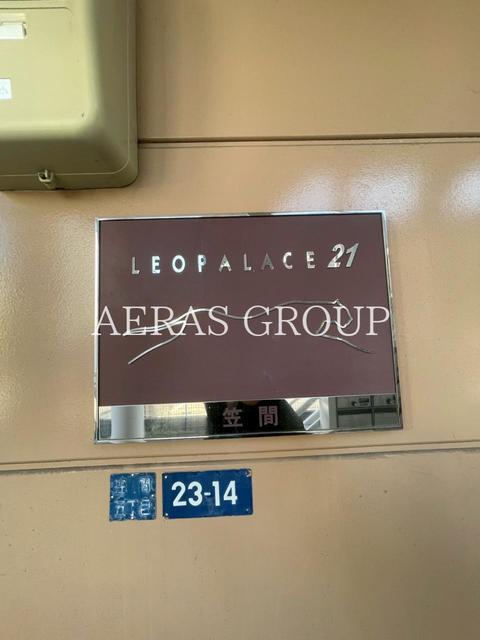 LEOPALACE 21
AERAS GROUP
笠間
23-14